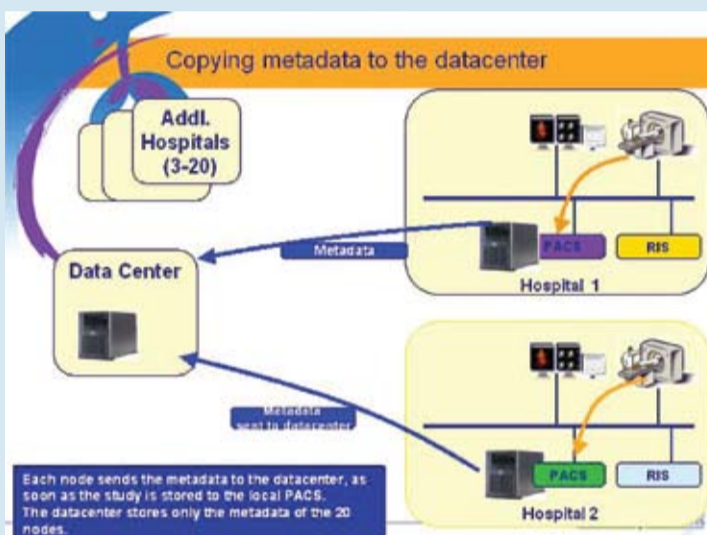 Copying metadata to the datacenter
Addl.
Hospitals
(3-20)
Metadata
PACS
RIS
Hospital 1
Data Center
Metadata
sent to datacenter
PACS
RIS
Hospital 2
Each node sends the metadata to the datacenter, as
soon as the study is stored to the local PACS.
The datacenter stores only the metadata of the 20
nodes.